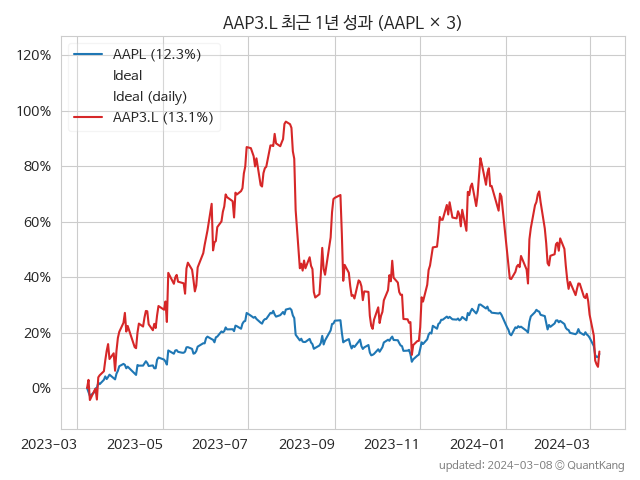 AAP3.L 최근 1년 성과 (AAPL × 3)
AAPL (12.3%)
Ideal
Ideal (daily)
AAP3.L (13.1%)
120%
100%
80%
60%
40%
20%
0%
2023-03 2023-05 2023-07 2023-09 2023-11 2024-01 2024-03
updated: 2024-03-08 © QuantKang